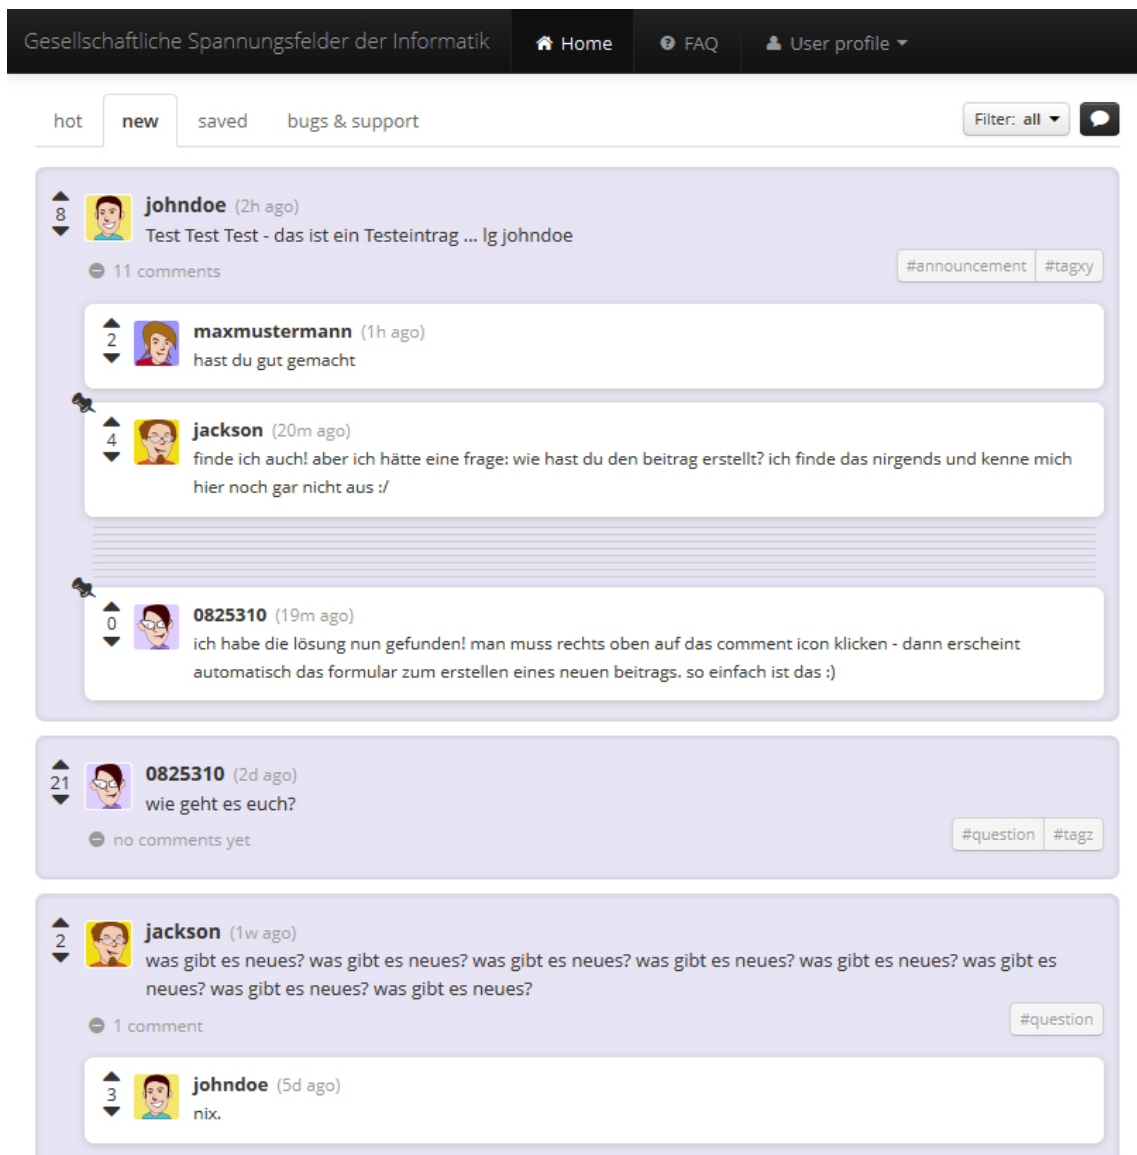 Gesellschaftliche Spannungsfelder der Informatik Home FAQ User profile
hot new saved bugs & support Filter: all
8
johndoe (2h ago)
Test Test Test - das ist ein Testeintrag ... lg johndoe
11 comments #announcement #tagxy
2
maxmustermann (1h ago)
hast du gut gemacht
4
jackson (20m ago)
finde ich auch! aber ich hätte eine frage: wie hast du den beitrag erstellt? ich finde das nirgends und kenne mich
hier noch gar nicht aus :/
0
0825310 (19m ago)
ich habe die lösung nun gefunden! man muss rechts oben auf das comment icon klicken - dann erscheint
automatisch das formular zum erstellen eines neuen beitrags. so einfach ist das :)
21
0825310 (2d ago)
wie geht es euch?
no comments yet #question #tagz
2
jackson (1w ago)
was gibt es neues? was gibt es neues? was gibt es neues? was gibt es neues? was gibt es neues? was gibt es
neues? was gibt es neues? was gibt es neues?
1 comment #question
3
johndoe (5d ago)
nix.